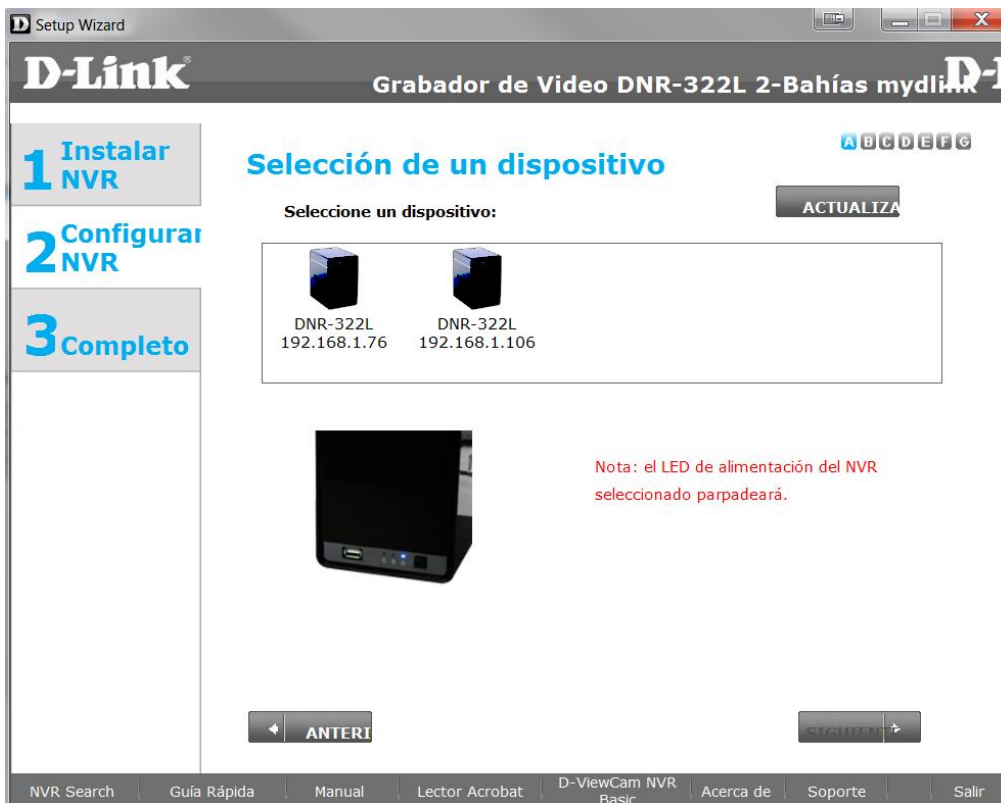 Setup Wizard
D-Link®
Grabador de Video DNR-322L 2-Bahías mydlink
D-
1 Instalar
NVR
2 Configurar
NVR
3 Completo
A B C D E F G
Selección de un dispositivo
ACTUALIZA
Seleccione un dispositivo:
DNR-322L
192.168.1.76
DNR-322L
192.168.1.106
Nota: el LED de alimentación del NVR
seleccionado parpadeará.
ANTERI
SIGUIENT
NVR Search
Guía Rápida
Manual
Lector Acrobat
D-ViewCam NVR
Basic
Acerca de
Soporte
Salir